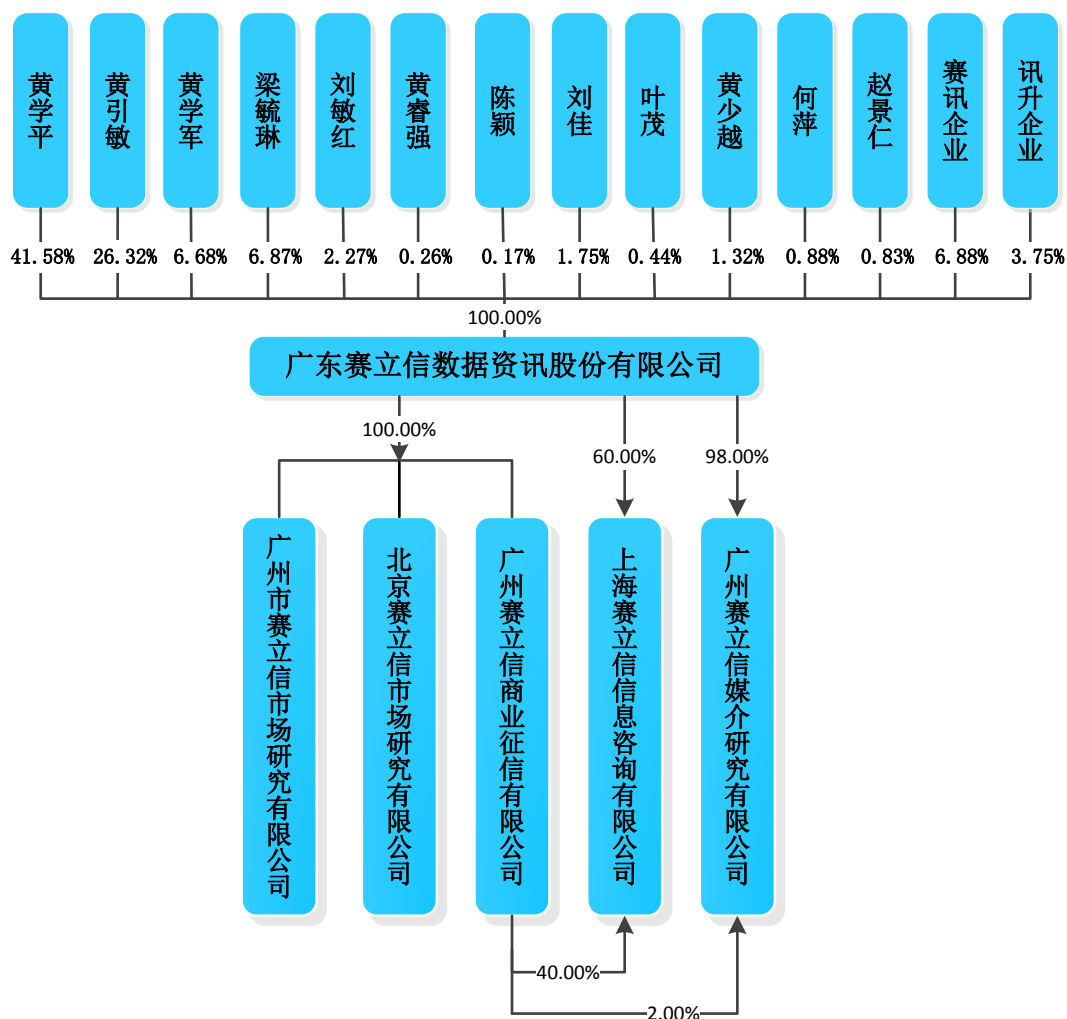 黄学平
黄引敏
黄学军
梁毓琳
刘敏红
黄睿强
陈颖
刘佳
叶茂
黄少越
何萍
赵景仁
赛讯企业
讯升企业
41.58%
26.32%
6.68%
6.87%
2.27%
0.26%
0.17%
1.75%
0.44%
1.32%
0.88%
0.83%
6.88%
3.75%
100.00%
广东赛立信数据资讯股份有限公司
100.00%
60.00%
98.00%
广州市赛立信市场研究有限公司
北京赛立信市场研究有限公司
广州赛立信商业征信有限公司
上海赛立信信息咨询有限公司
广州赛立信媒介研究有限公司
40.00%
2.00%